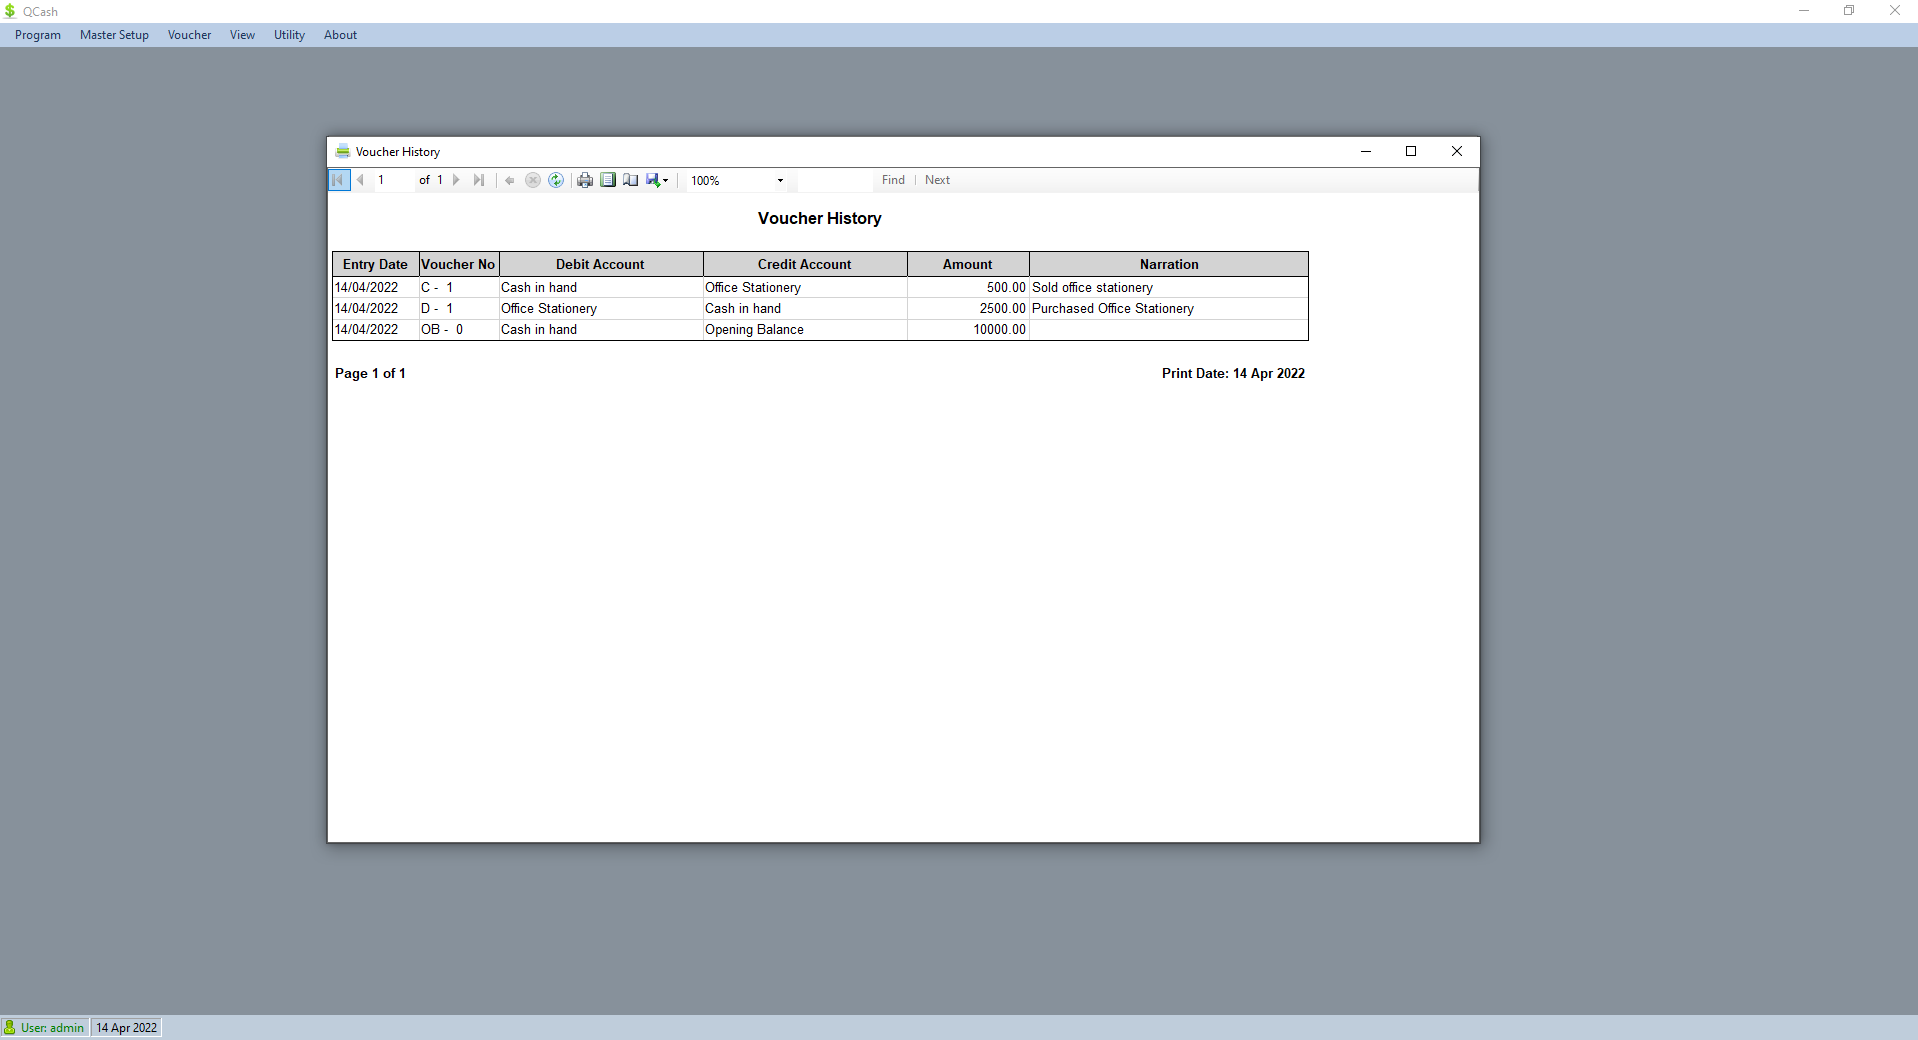 QCash
Program Master Setup Voucher View Utility About
Voucher History
1 of 1 100% Find Next
Voucher History
Entry Date Voucher No Debit Account Credit Account Amount Narration
14/04/2022 C - 1 Cash in hand Office Stationery 500.00 Sold office stationery
14/04/2022 D - 1 Office Stationery Cash in hand 2500.00 Purchased Office Stationery
14/04/2022 OB - 0 Cash in hand Opening Balance 10000.00
Page 1 of 1 Print Date: 14 Apr 2022
User: admin 14 Apr 2022